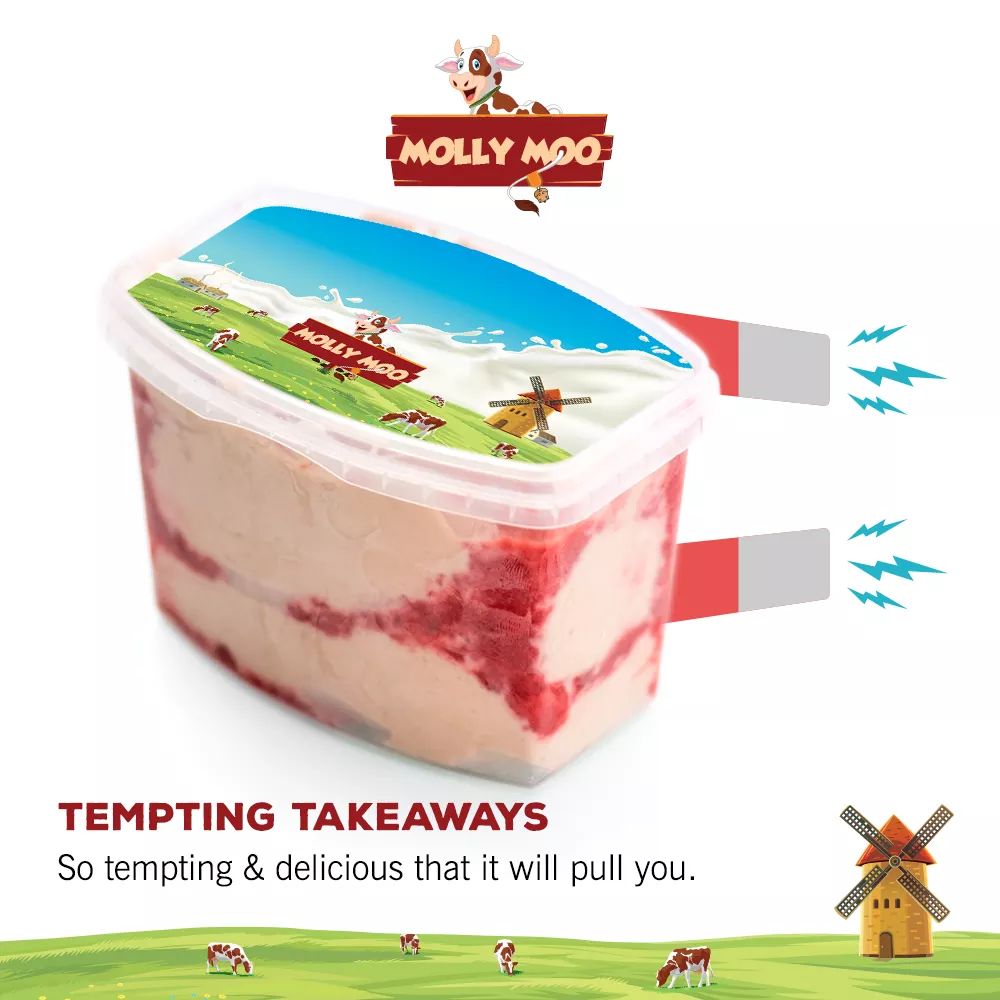 MOLLY MOO
MOLLY MOO
TEMPTING TAKEAWAYS
So tempting & delicious that it will pull you.